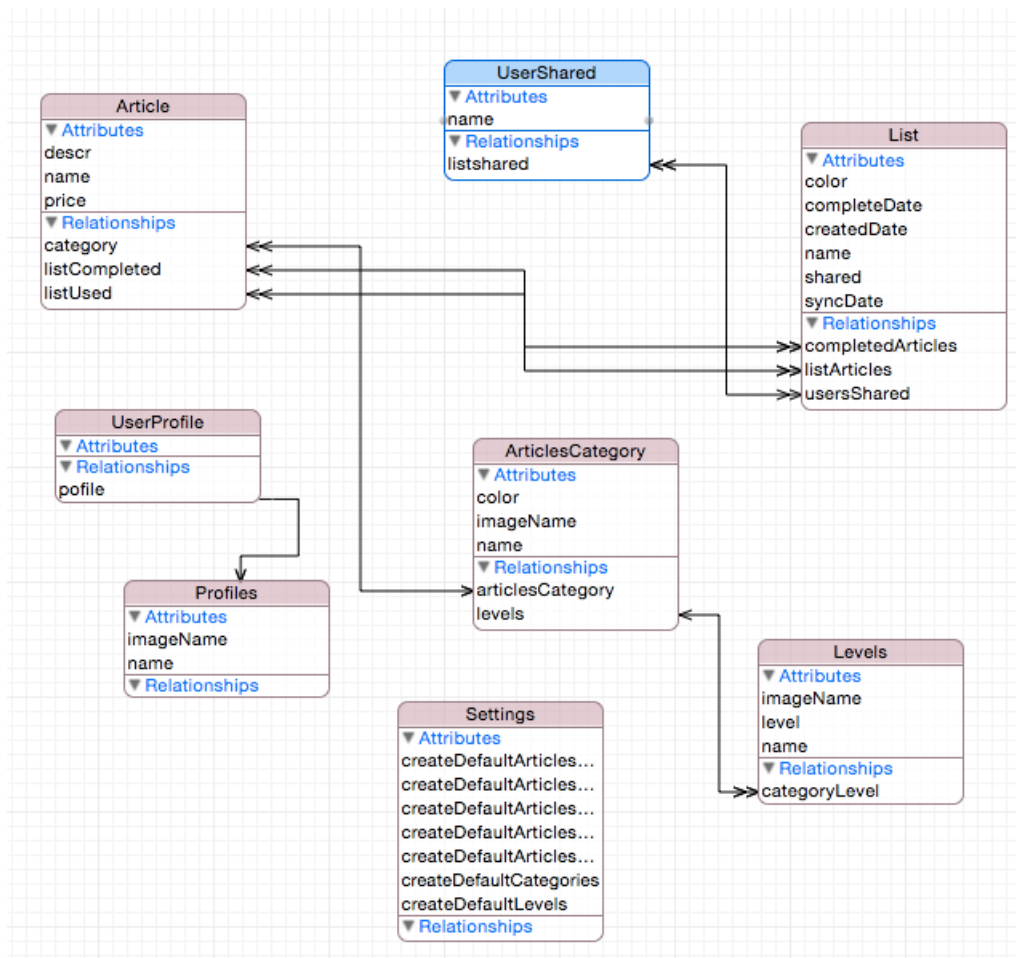 UserShared
Attributes
name
Relationships
listshared
Article
Attributes
descr
name
price
Relationships
category
listCompleted
listUsed
List
Attributes
color
completeDate
createdDate
name
shared
syncDate
Relationships
completedArticles
listArticles
usersShared
UserProfile
Attributes
Relationships
pofile
ArticlesCategory
Attributes
color
imageName
name
Relationships
articlesCategory
levels
Profiles
Attributes
imageName
name
Relationships
Levels
Attributes
imageName
level
name
Relationships
categoryLevel
Settings
Attributes
createDefaultArticles...
createDefaultArticles...
createDefaultArticles...
createDefaultArticles...
createDefaultArticles...
createDefaultCategories
createDefaultLevels
Relationships